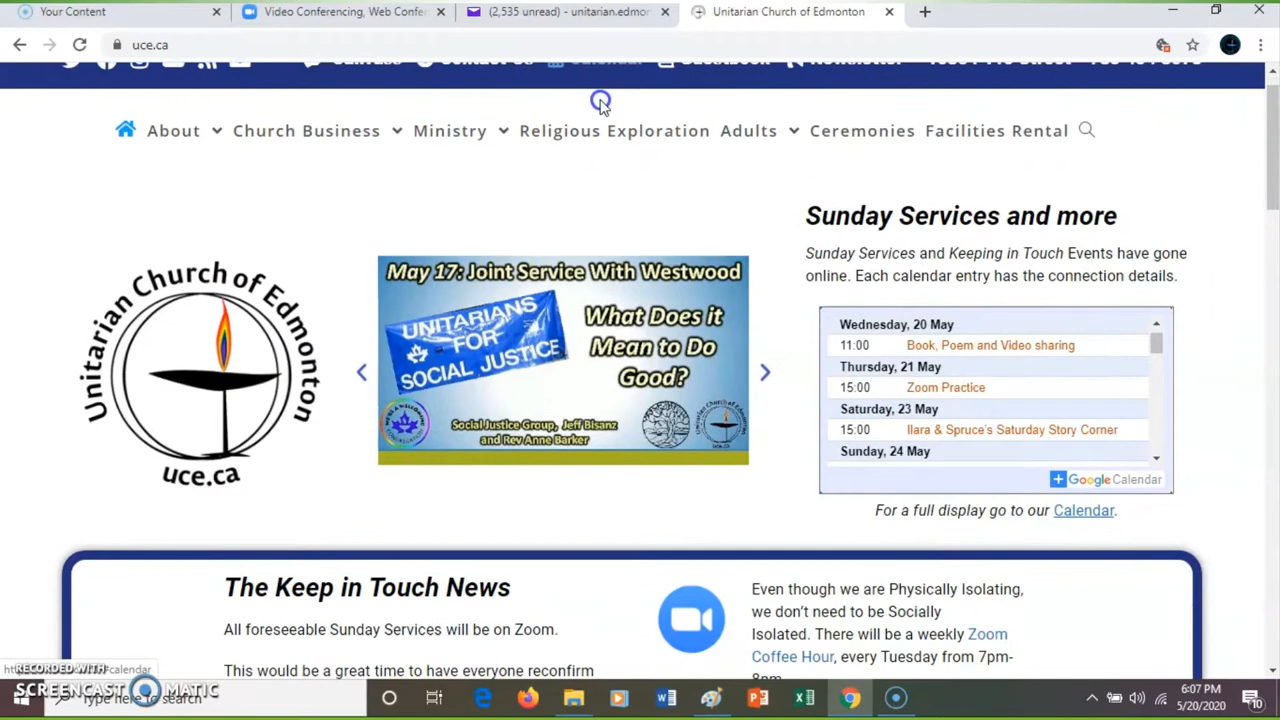 Your Content
Video Conferencing, Web Confe
(2,535 unread) - unitarian.edmor
Unitarian Church of Edmonton
uce.ca
About
Church Business
Ministry
Religious Exploration
Adults
Ceremonies
Facilities Rental
Unitarian Church of Edmonton
uce.ca
May 17: Joint Service With Westwood
UNITARIANS
FOR
SOCIAL JUSTICE
What Does it
Mean to Do
Good?
Social Justice Group, Jeff Bisanz
and Rev Anne Barker
Sunday Services and more
Sunday Services and Keeping in Touch Events have gone
online. Each calendar entry has the connection details.
Wednesday, 20 May
11:00 Book, Poem and Video sharing
Thursday, 21 May
15:00 Zoom Practice
Saturday, 23 May
15:00 Ilara & Spruce's Saturday Story Corner
Sunday, 24 May
Google Calendar
For a full display go to our Calendar.
The Keep in Touch News
All foreseeable Sunday Services will be on Zoom.
This would be a great time to have everyone reconfirm
Even though we are Physically Isolating,
we don't need to be Socially
Isolated. There will be a weekly Zoom
Coffee Hour, every Tuesday from 7pm-
8pm
RECORDED WITH
SCREENCAST MATIC
calendar
Type here to search
6:07 PM
5/20/2020
10